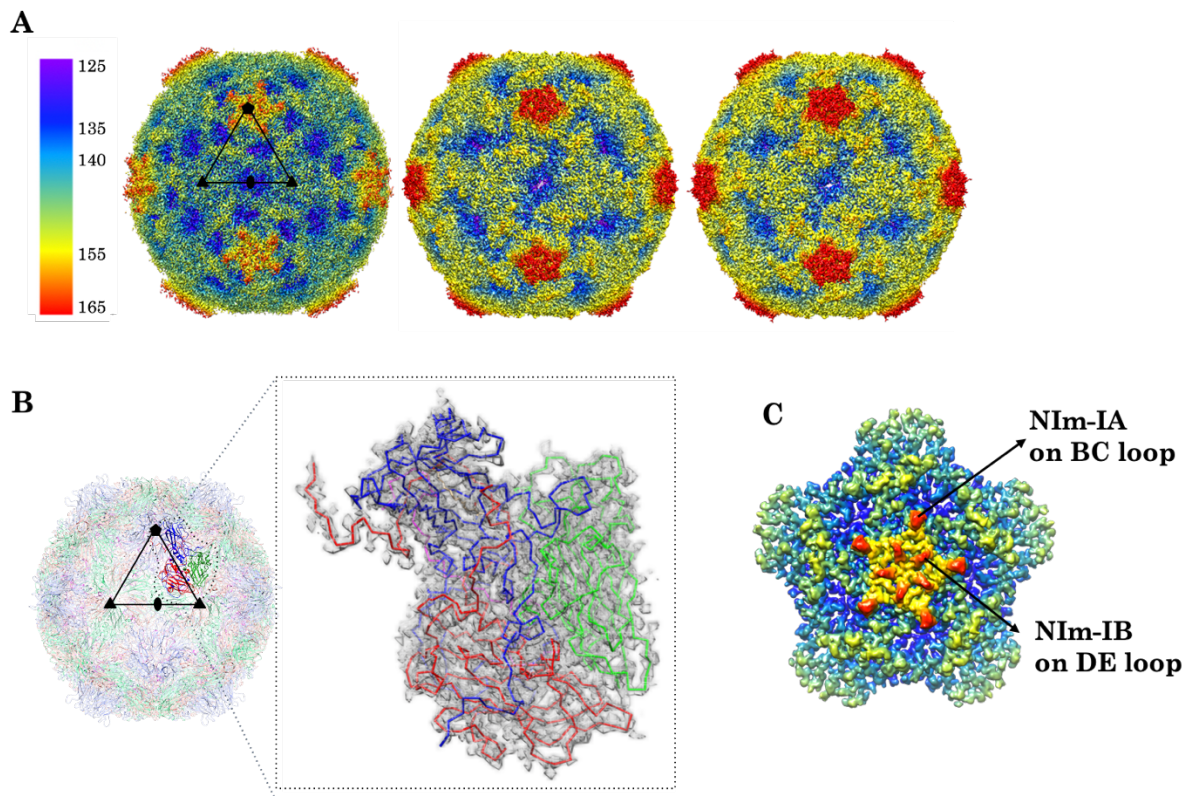 A
125
135
140
155
165
B
C
NIm-IA
on BC loop
NIm-IB
on DE loop